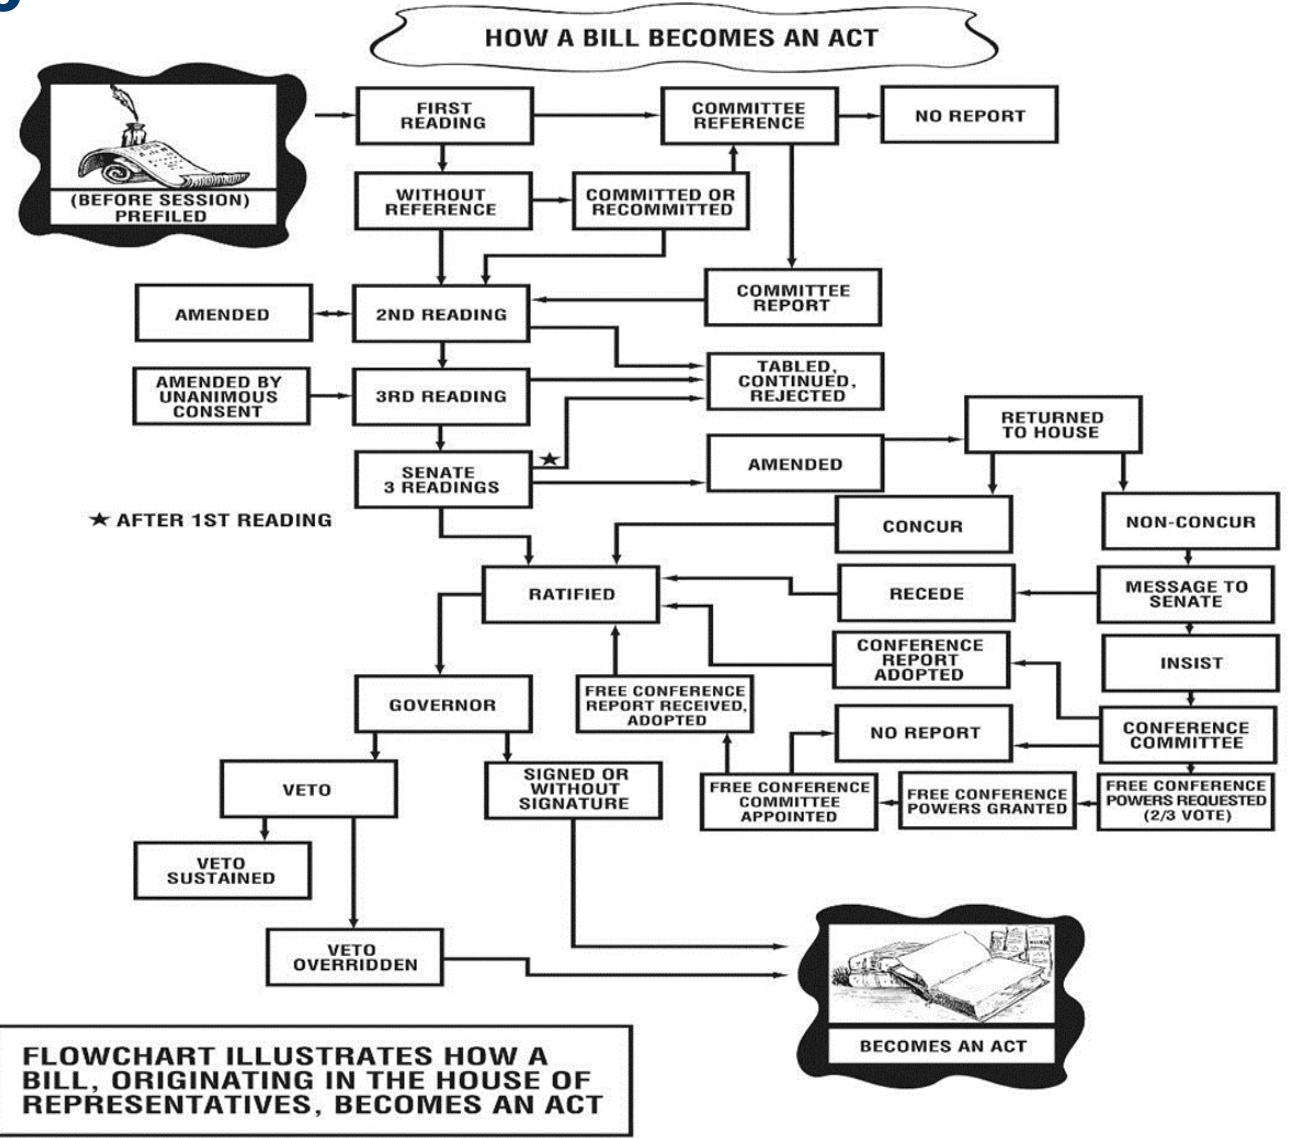 HOW A BILL BECOMES AN ACT
(BEFORE SESSION)
PREFILED
FIRST
READING
COMMITTEE
REFERENCE
NO REPORT
WITHOUT
REFERENCE
COMMITTED OR
RECOMMITTED
COMMITTEE
REPORT
AMENDED
2ND READING
TABLED,
CONTINUED,
REJECTED
AMENDED BY
UNANIMOUS
CONSENT
3RD READING
RETURNED
TO HOUSE
SENATE
3 READINGS
AMENDED
★ AFTER 1ST READING
CONCUR
NON-CONCUR
RATIFIED
RECEDE
MESSAGE TO
SENATE
CONFERENCE
REPORT
ADOPTED
INSIST
GOVERNOR
FREE CONFERENCE
REPORT RECEIVED,
ADOPTED
NO REPORT
CONFERENCE
COMMITTEE
VETO
SIGNED OR
WITHOUT
SIGNATURE
FREE CONFERENCE
COMMITTEE
APPOINTED
FREE CONFERENCE
POWERS GRANTED
FREE CONFERENCE
POWERS REQUESTED
(2/3 VOTE)
VETO
SUSTAINED
VETO
OVERRIDDEN
BECOMES AN ACT
FLOWCHART ILLUSTRATES HOW A
BILL, ORIGINATING IN THE HOUSE OF
REPRESENTATIVES, BECOMES AN ACT